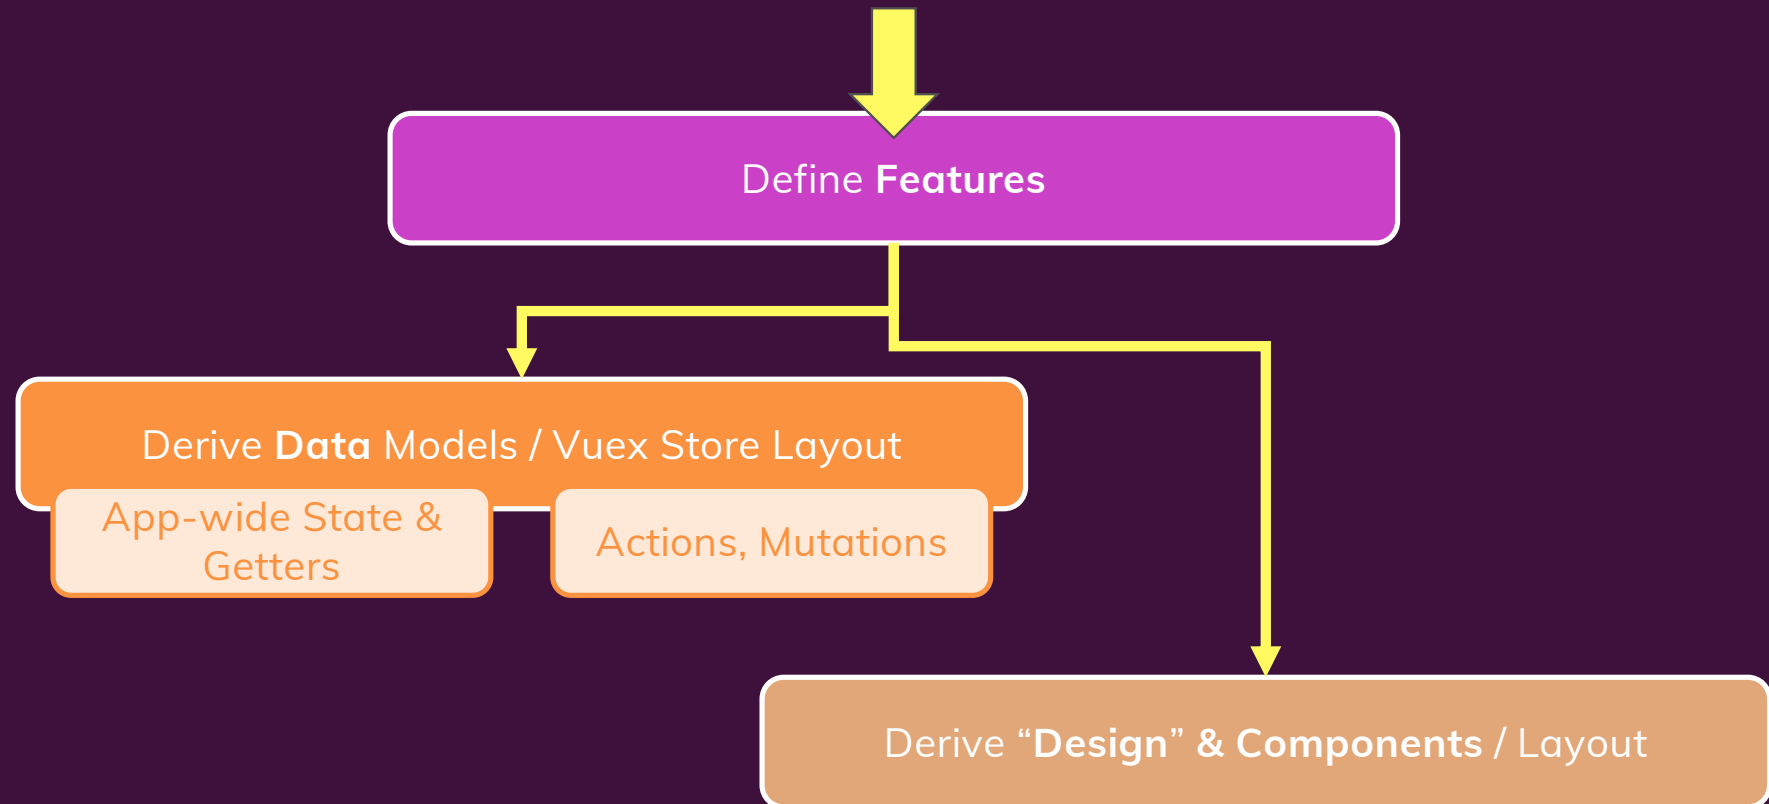 Define Features
Derive Data Models / Vuex Store Layout
App-wide State &
Getters
Actions, Mutations
Derive “Design” & Components / Layout